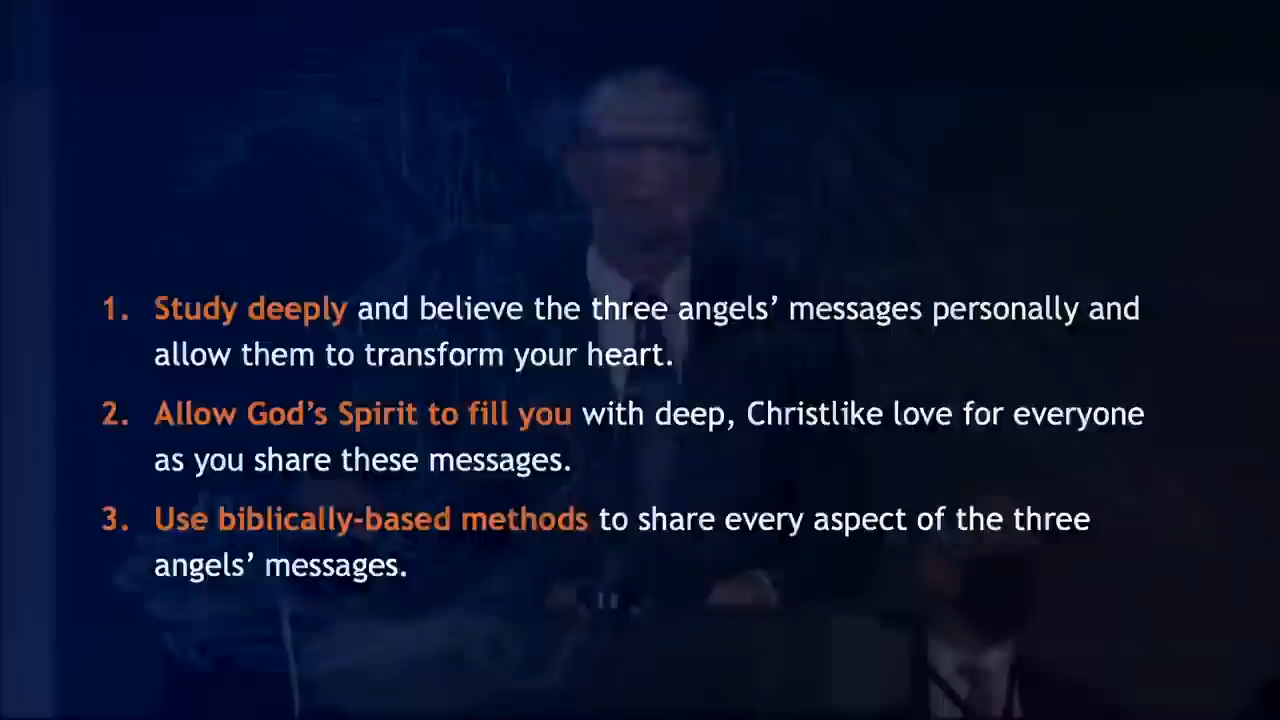 1. Study deeply and believe the three angels’ messages personally and
allow them to transform your heart.
2. Allow God’s Spirit to fill you with deep, Christlike love for everyone
as you share these messages.
3. Use biblically-based methods to share every aspect of the three
angels’ messages.